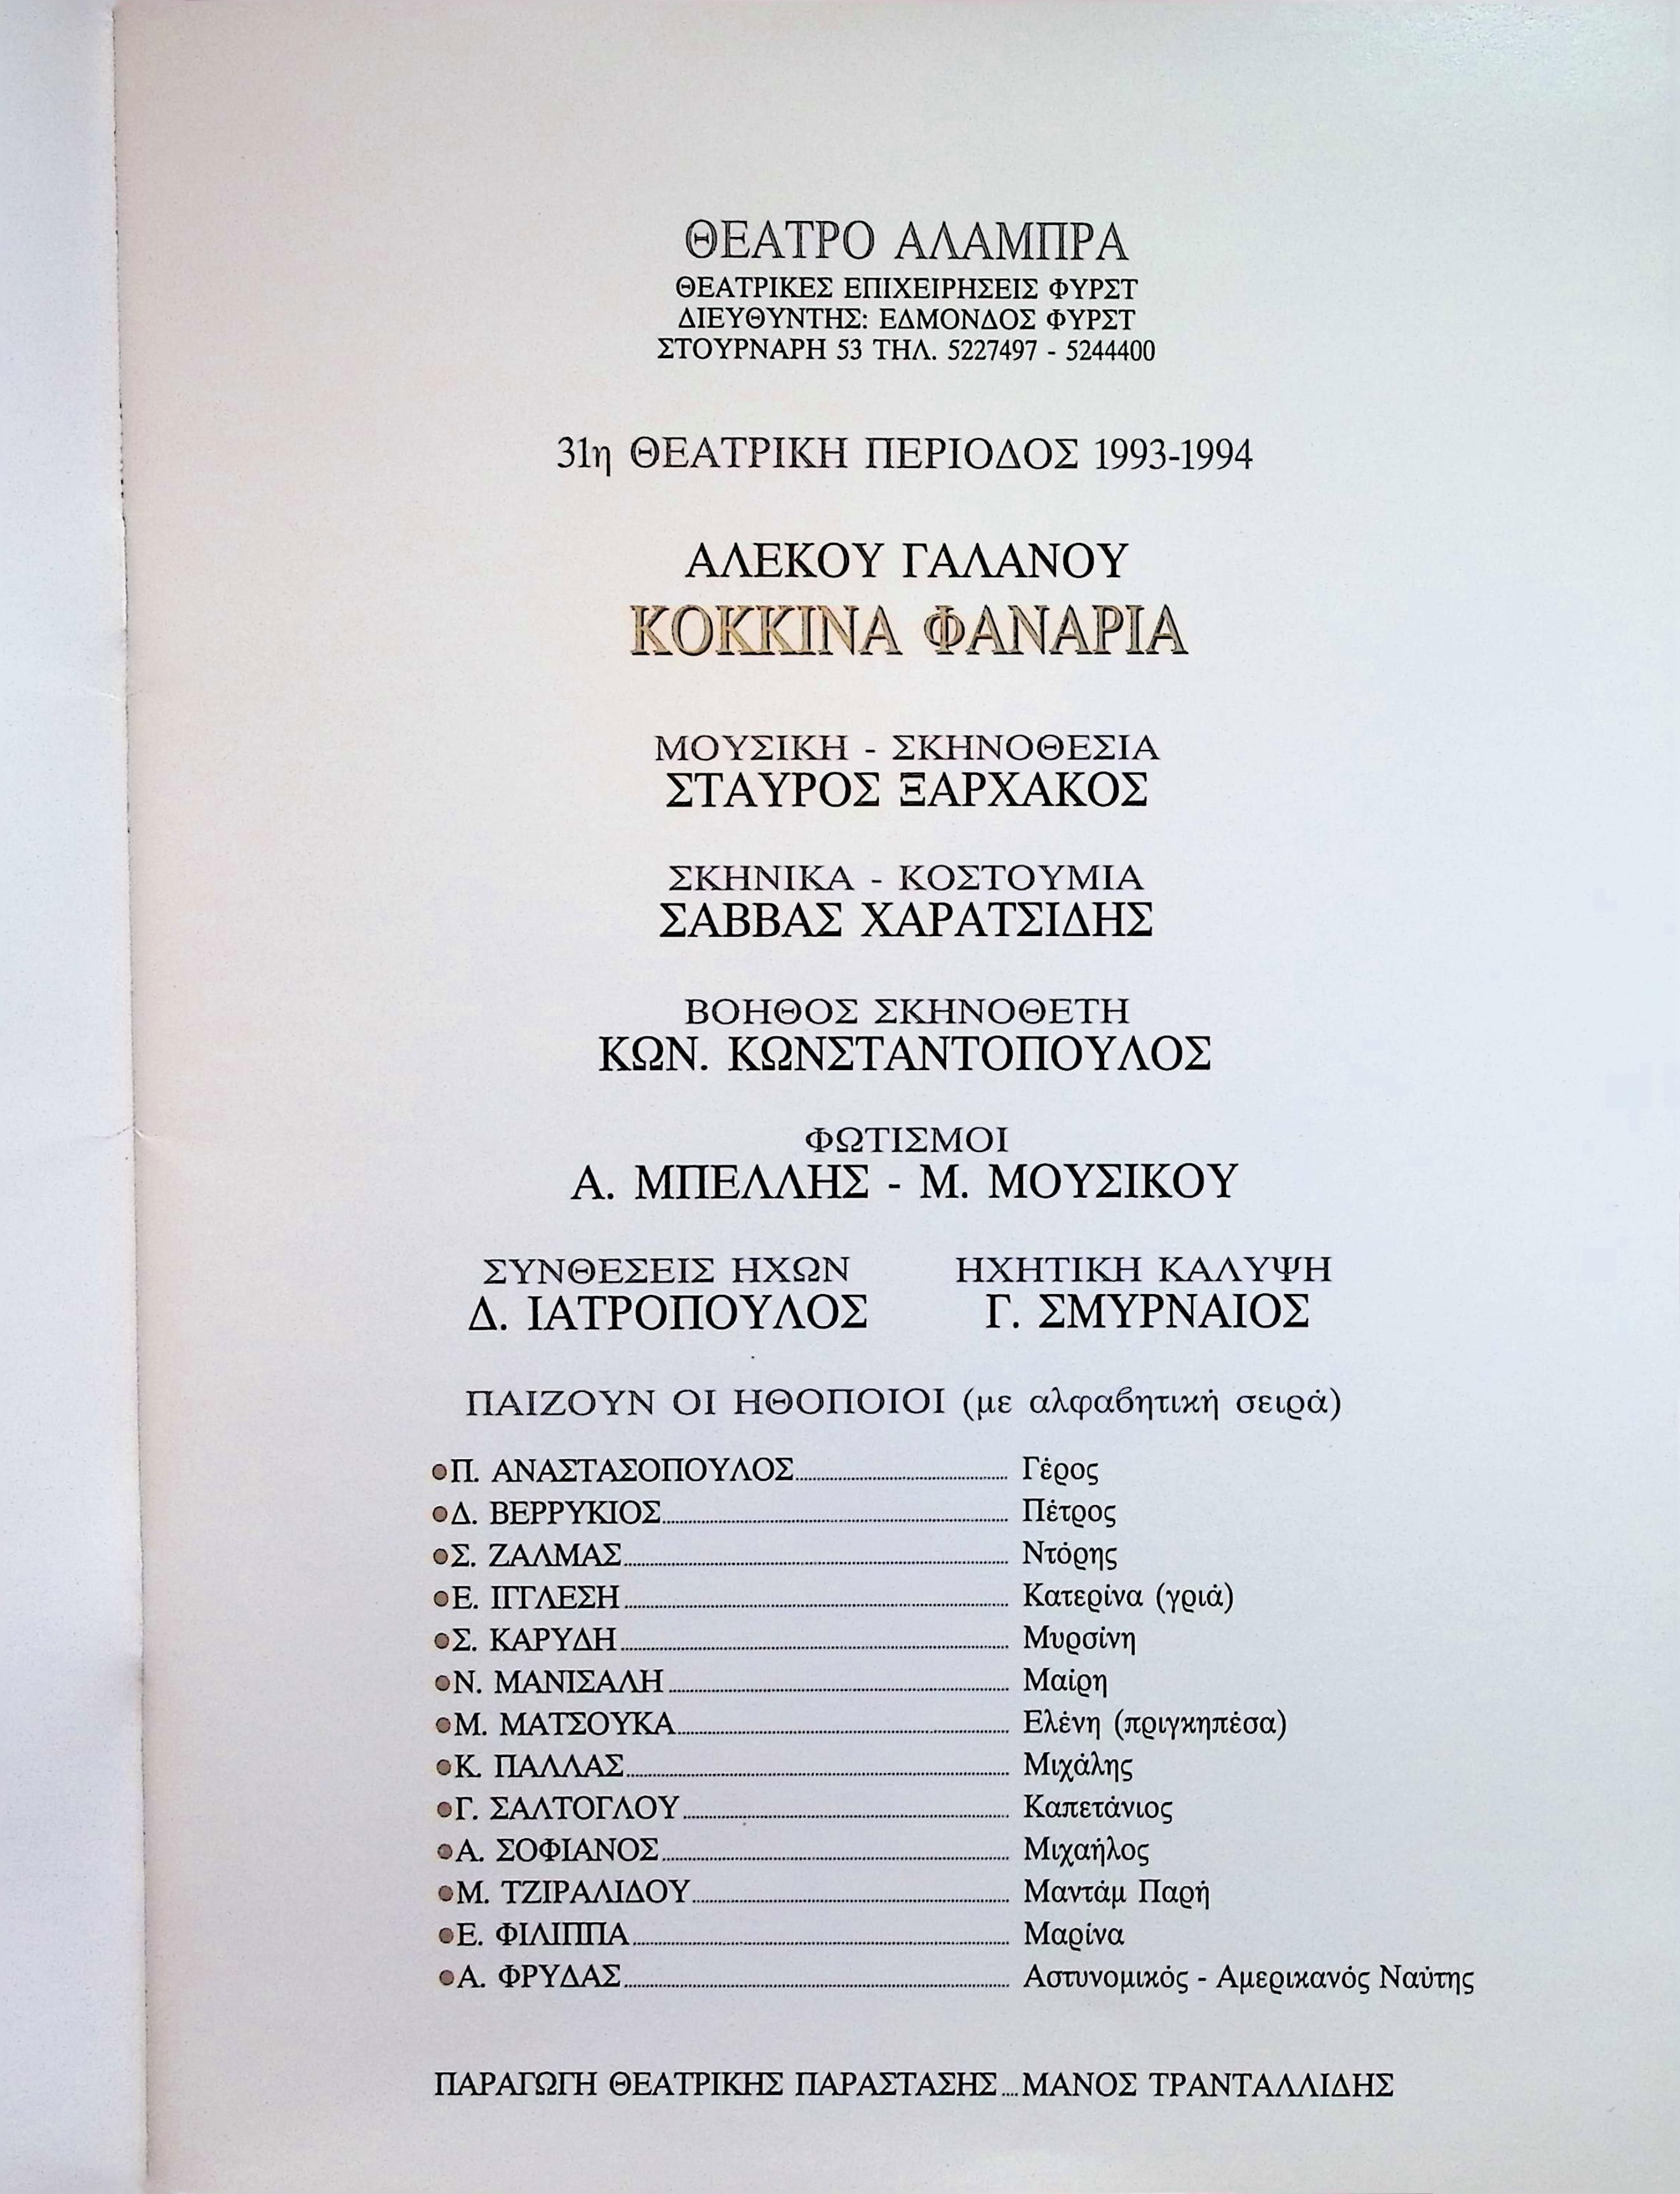 ΘΕΑΤΡΟ ΑΛΑΜΠΡΑ
ΘΕΑΤΡΙΚΕΣ ΕΠΙΧΕΙΡΗΣΕΙΣ ΦΥΡΣΤ
ΔΙΕΥΘΥΝΤΗΣ: ΕΔΜΟΝΔΟΣ ΦΥΡΣΤ
ΣΤΟΥΡΝΑΡΗ 53 ΤΗΛ. 5227497 - 5244400
31η ΘΕΑΤΡΙΚΗ ΠΕΡΙΟΔΟΣ 1993-1994
ΑΛΕΚΟΥ ΓΑΛΑΝΟΥ
ΚΟΚΚΙΝΑ ΦΑΝΑΡΙΑ
ΜΟΥΣΙΚΗ - ΣΚΗΝΟΘΕΣΙΑ
ΣΤΑΥΡΟΣ ΞΑΡΧΑΚΟΣ
ΣΚΗΝΙΚΑ - ΚΟΣΤΟΥΜΙΑ
ΣΑΒΒΑΣ ΧΑΡΑΤΣΙΔΗΣ
ΒΟΗΘΟΣ ΣΚΗΝΟΘΕΤΗ
ΚΩΝ. ΚΩΝΣΤΑΝΤΟΠΟΥΛΟΣ
ΦΩΤΙΣΜΟΙ
Α. ΜΠΕΛΛΗΣ - Μ. ΜΟΥΣΙΚΟΥ
ΣΥΝΘΕΣΕΙΣ ΗΧΩΝ ΗΧΗΤΙΚΗ ΚΑΛΥΨΗ
Δ. ΙΑΤΡΟΠΟΥΛΟΣ Γ. ΣΜΥΡΝΑΙΟΣ
ΠΑΙΖΟΥΝ ΟΙ ΗΘΟΠΟΙΟΙ (με αλφαβητική σειρά)
●Π. ΑΝΑΣΤΑΣΟΠΟΥΛΟΣ........ Γέρος
●Δ. ΒΕΡΡΥΚΙΟΣ........ Πέτρος
●Σ. ΖΑΛΜΑΣ........ Ντόρης
●Ε. ΙΓΓΛΕΣΗ........ Κατερίνα (γριά)
●Σ. ΚΑΡΥΔΗ........ Μυρσίνη
●Ν. ΜΑΝΙΣΑΛΗ........ Μαίρη
●Μ. ΜΑΤΣΟΥΚΑ........ Ελένη (πριγκηπέσα)
●Κ. ΠΑΛΛΑΣ........ Μιχάλης
●Γ. ΣΑΛΤΟΓΛΟΥ........ Καπετάνιος
●Α. ΣΟΦΙΑΝΟΣ........ Μιχαήλος
●Μ. ΤΖΙΡΑΛΙΔΟΥ........ Μαντάμ Παρή
●Ε. ΦΙΛΙΠΠΑ........ Μαρίνα
●Α. ΦΡΥΔΑΣ........ Αστυνομικός - Αμερικανός Ναύτης
ΠΑΡΑΓΩΓΗ ΘΕΑΤΡΙΚΗΣ ΠΑΡΑΣΤΑΣΗΣ.... ΜΑΝΟΣ ΤΡΑΝΤΑΛΛΙΔΗΣ